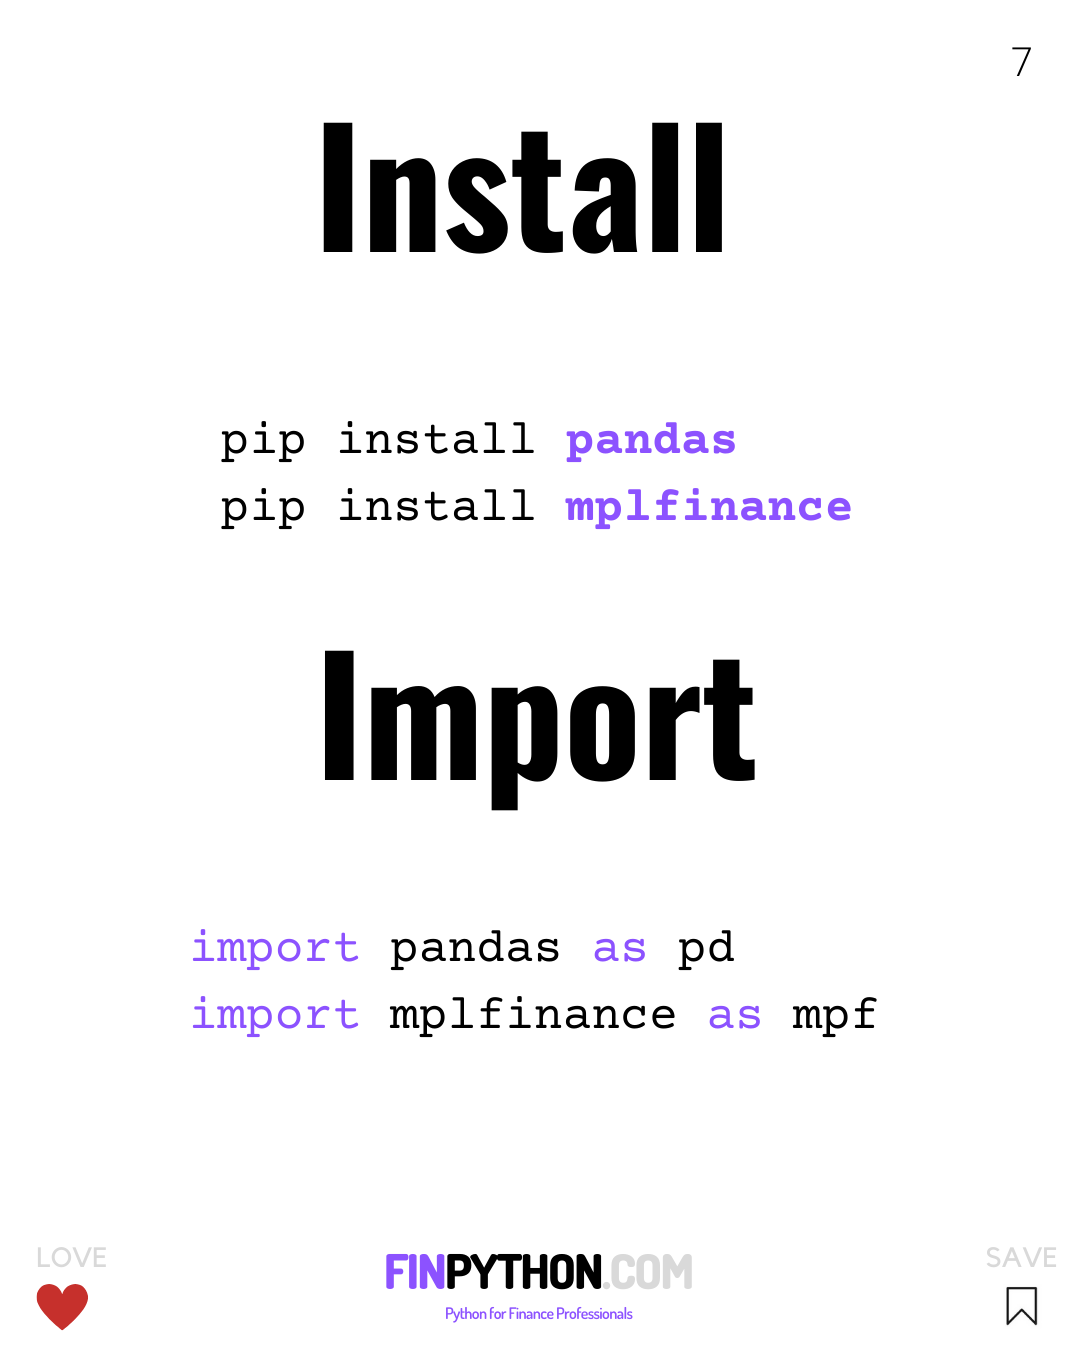 7
Install
pip install pandas
pip install mplfinance
Import
import pandas as pd
import mplfinance as mpf
LOVE
FINPYTHON.COM
Python for Finance Professionals
SAVE